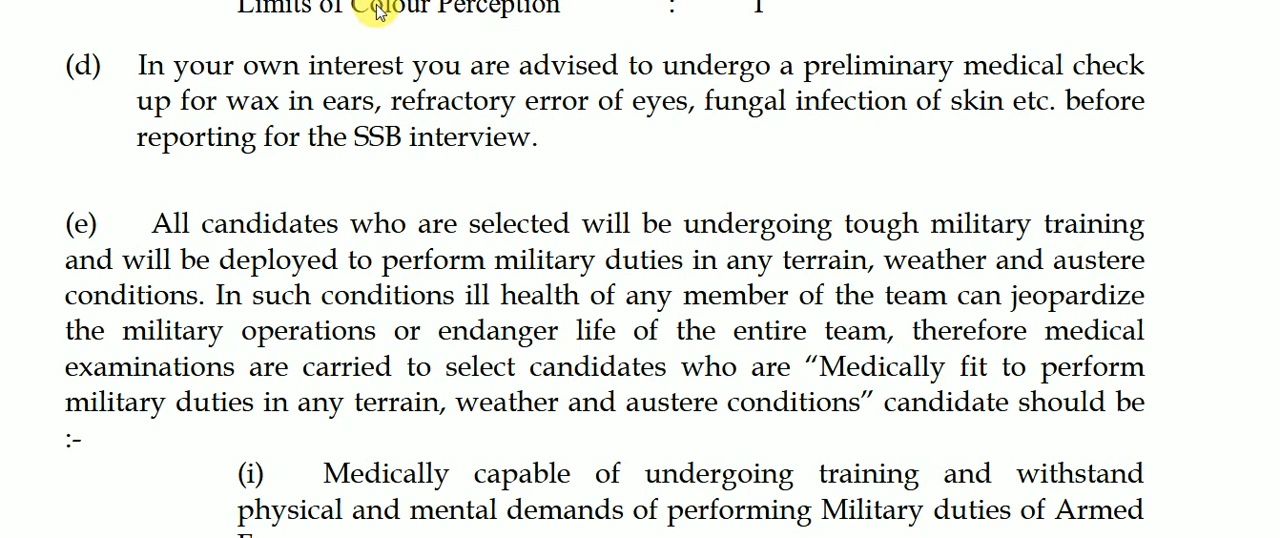 Limits of Colour Perception : 1
(d) In your own interest you are advised to undergo a preliminary medical check
up for wax in ears, refractory error of eyes, fungal infection of skin etc. before
reporting for the SSB interview.
(e) All candidates who are selected will be undergoing tough military training
and will be deployed to perform military duties in any terrain, weather and austere
conditions. In such conditions ill health of any member of the team can jeopardize
the military operations or endanger life of the entire team, therefore medical
examinations are carried to select candidates who are “Medically fit to perform
military duties in any terrain, weather and austere conditions” candidate should be
:-
(i) Medically capable of undergoing training and withstand
physical and mental demands of performing Military duties of Armed